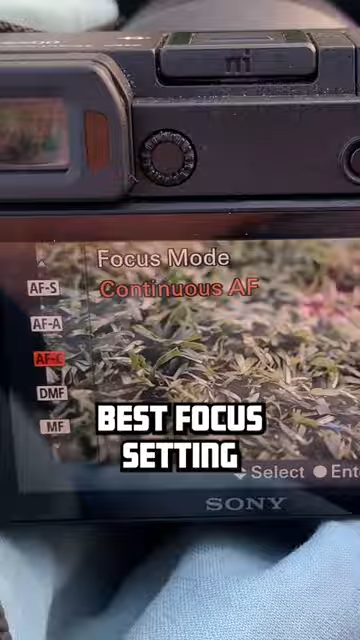 Focus Mode
Continuous AF
AF-S
AF-A
AF-C
DMF
MF
BEST FOCUS
SETTING
Select
SONY